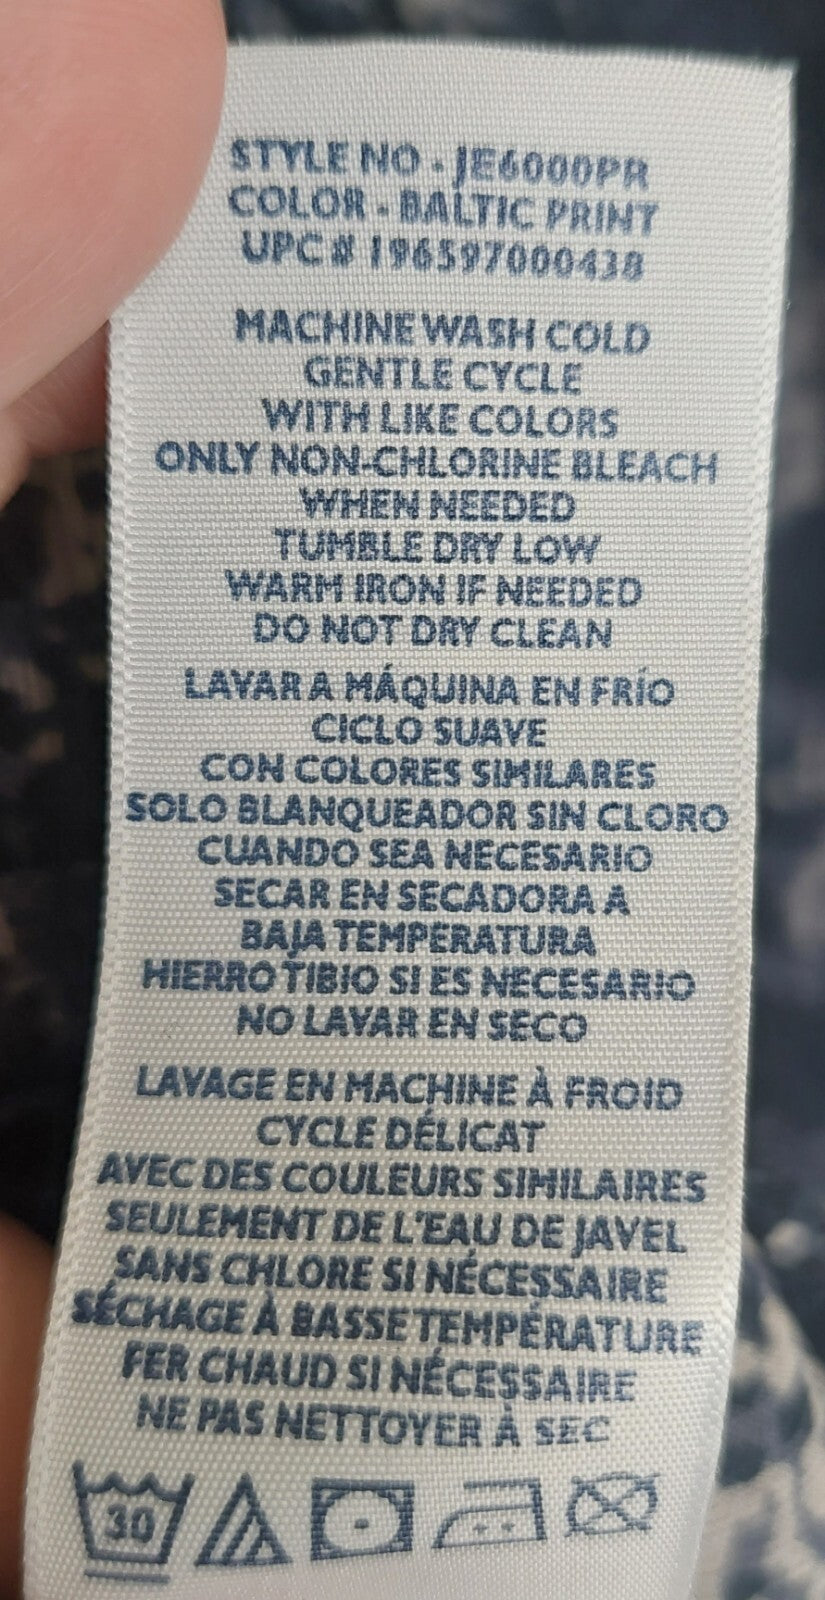 STYLE NO - JE6000PR
COLOR - BALTIC PRINT
UPC# 196597000438
MACHINE WASH COLD
GENTLE CYCLE
WITH LIKE COLORS
ONLY NON-CHLORINE BLEACH
WHEN NEEDED
TUMBLE DRY LOW
WARM IRON IF NEEDED
DO NOT DRY CLEAN
LAVAR A MÁQUINA EN FRÍO
CICLO SUAVE
CON COLORES SIMILARES
SOLO BLANQUEADOR SIN CLORO
CUANDO SEA NECESARIO
SECAR EN SECADORA A
BAJA TEMPERATURA
HIERRO TIBIO SI ES NECESARIO
NO LAVAR EN SECO
LAVAGE EN MACHINE À FROID
CYCLE DÉLICAT
AVEC DES COULEURS SIMILAIRES
SEULEMENT DE L'EAU DE JAVEL
SANS CHLORE SI NÉCESSAIRE
SÉCHAGE À BASSE TEMPÉRATURE
FER CHAUD SI NÉCESSAIRE
NE PAS NETTOYER À SEC
30